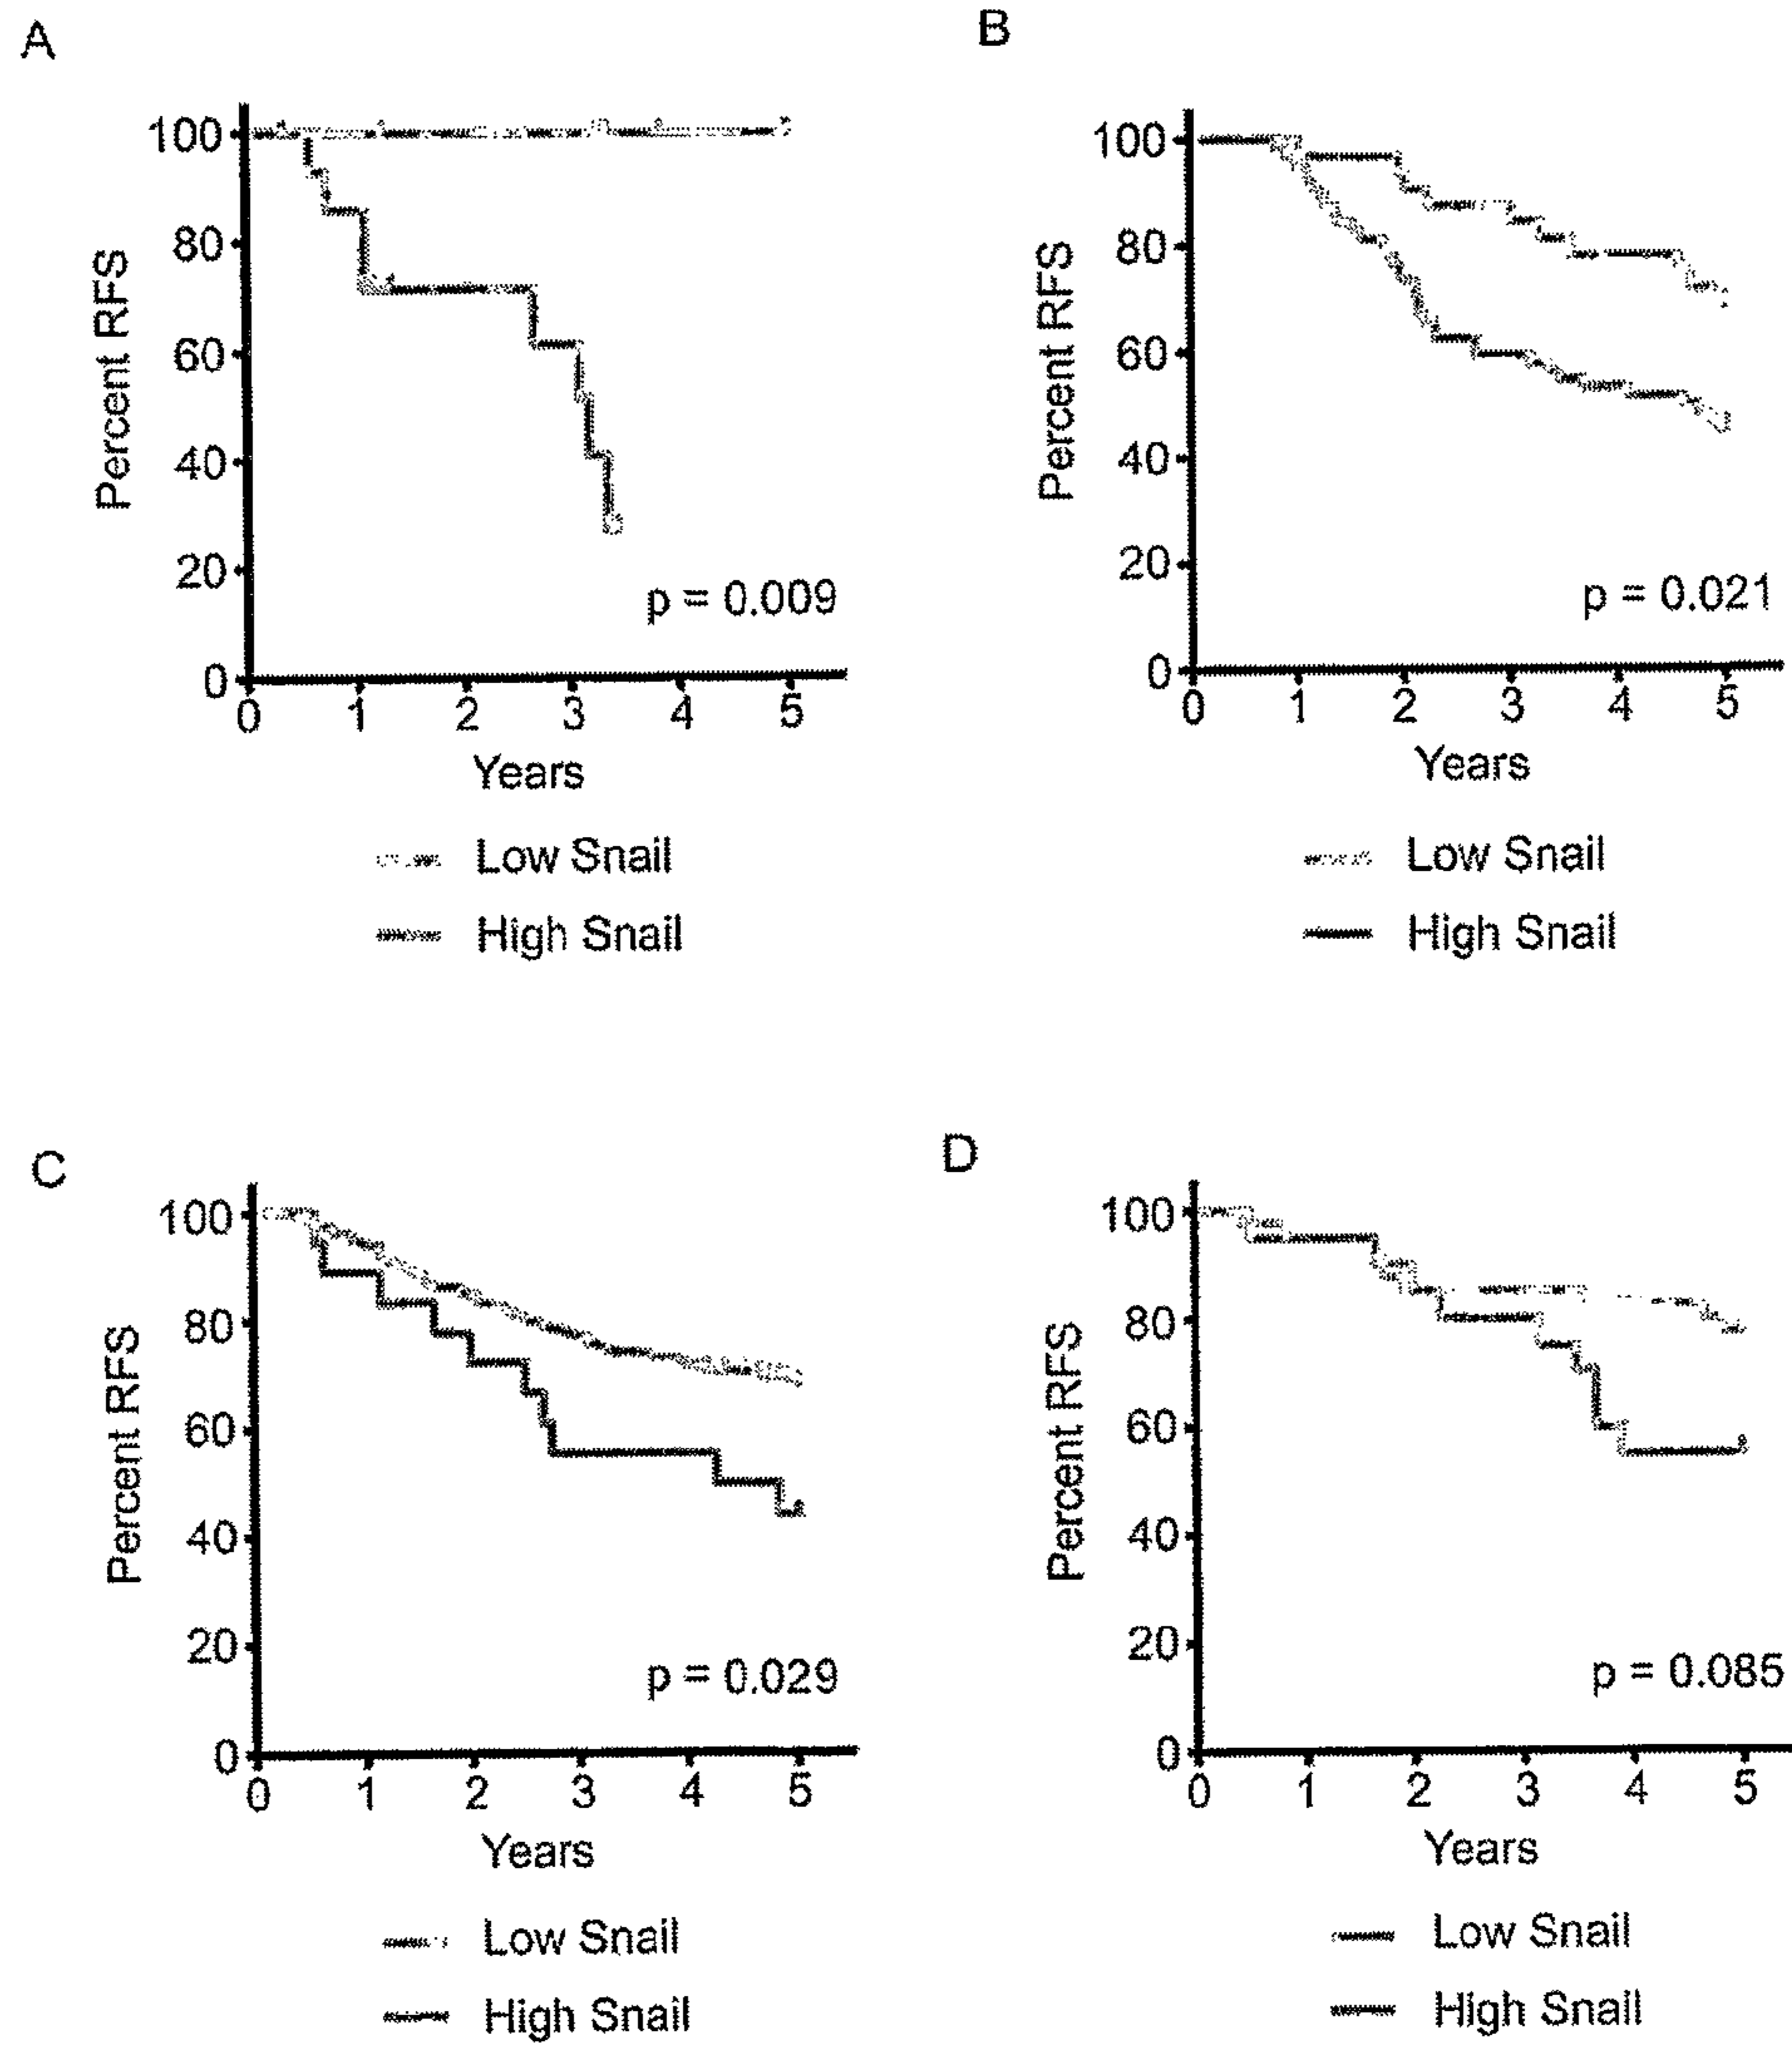 A
Percent RFS
100
80
60
40
20
0
p = 0.009
0 1 2 3 4 5
Years
Low Snail
High Snail
B
Percent RFS
100
80
60
40
20
0
p = 0.021
0 1 2 3 4 5
Years
Low Snail
High Snail
C
Percent RFS
100
80
60
40
20
0
p = 0.029
0 1 2 3 4 5
Years
Low Snail
High Snail
D
Percent RFS
100
80
60
40
20
0
p = 0.085
0 1 2 3 4 5
Years
Low Snail
High Snail